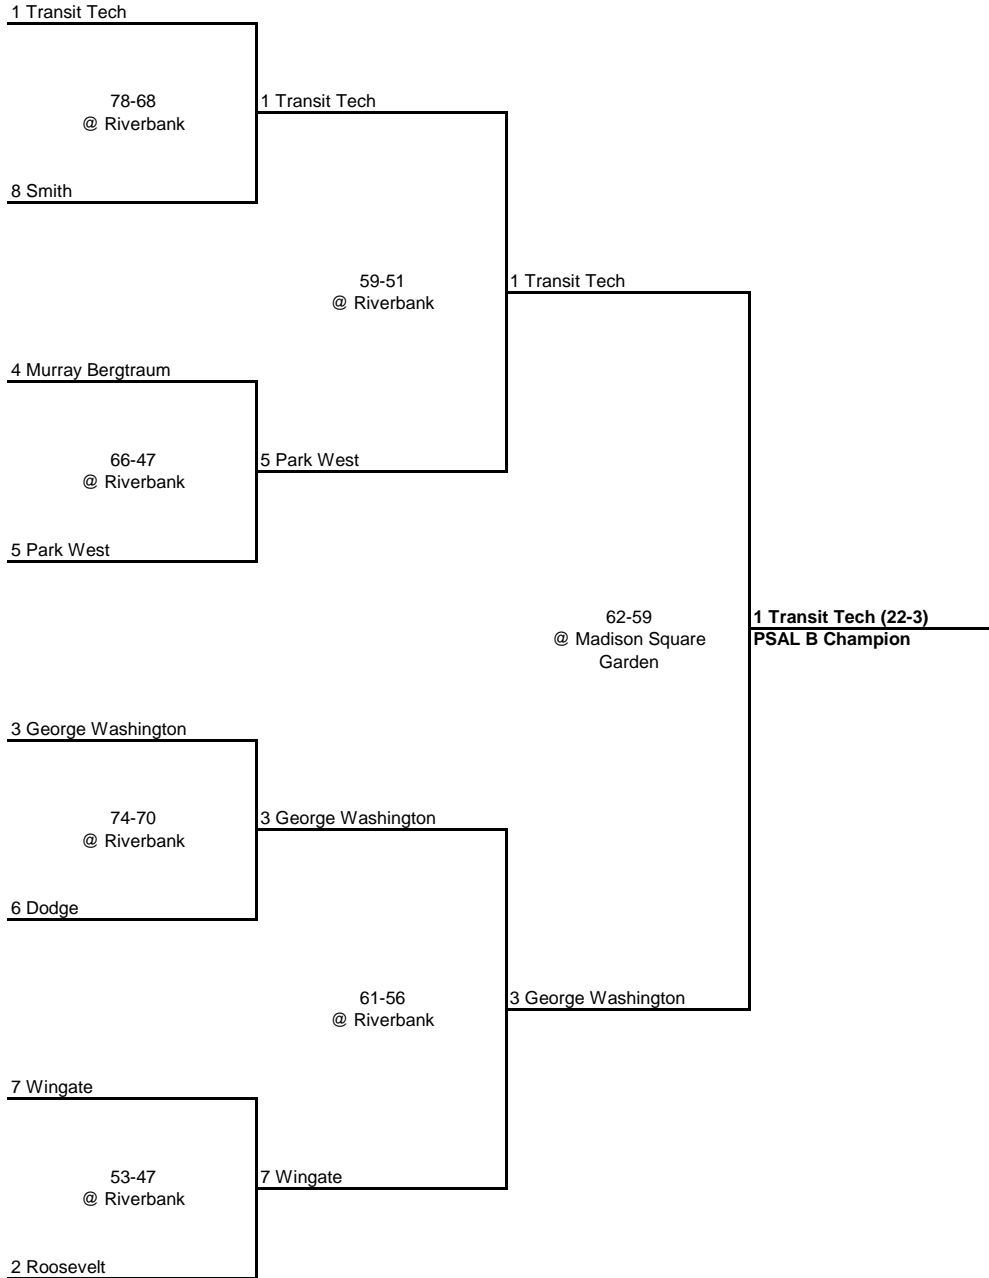 1 Transit Tech
78-68
@ Riverbank
1 Transit Tech
8 Smith
59-51
@ Riverbank
1 Transit Tech
4 Murray Bergtraum
66-47
@ Riverbank
5 Park West
5 Park West
62-59
@ Madison Square
Garden
1 Transit Tech (22-3)
PSAL B Champion
3 George Washington
74-70
@ Riverbank
3 George Washington
6 Dodge
61-56
@ Riverbank
3 George Washington
7 Wingate
53-47
@ Riverbank
7 Wingate
2 Roosevelt